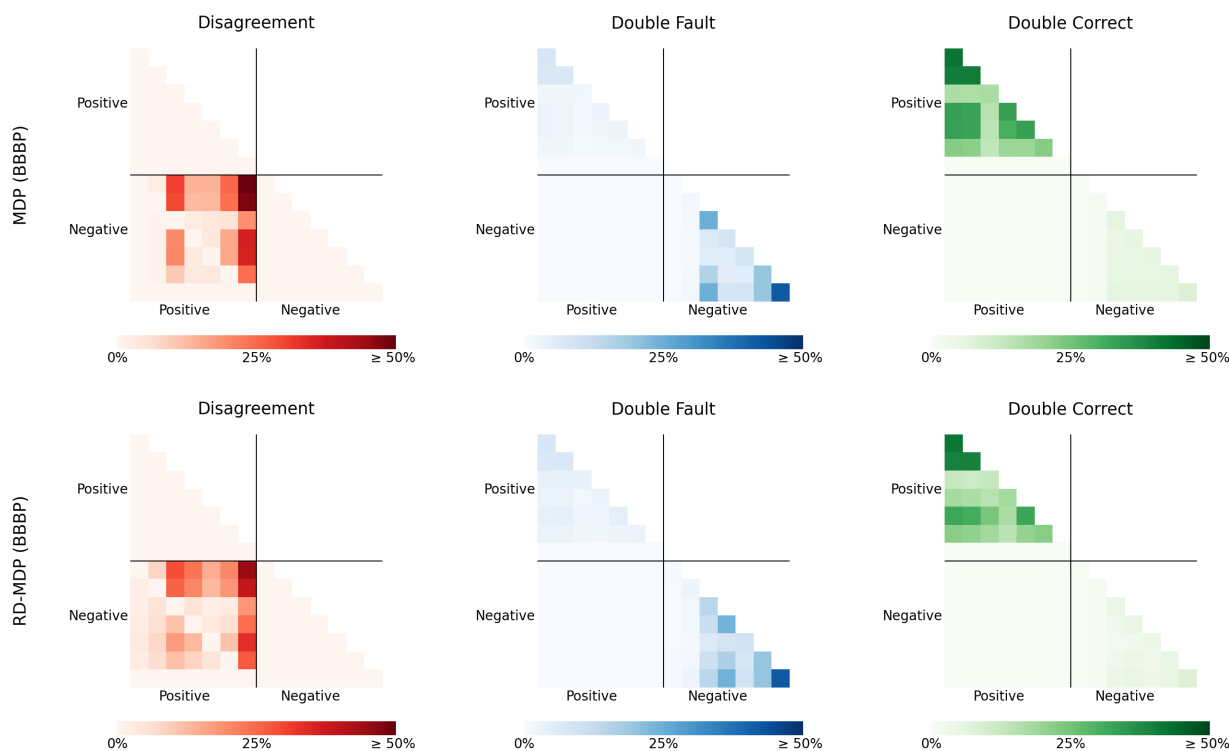 Disagreement
Double Fault
Double Correct
MDP (BBBP)
Positive
Positive
Positive
Negative
Negative
Negative
Positive Negative
Positive Negative
Positive Negative
0% 25% ≥ 50%
0% 25% ≥ 50%
0% 25% ≥ 50%
Disagreement
Double Fault
Double Correct
RD-MDP (BBBP)
Positive
Positive
Positive
Negative
Negative
Negative
Positive Negative
Positive Negative
Positive Negative
0% 25% ≥ 50%
0% 25% ≥ 50%
0% 25% ≥ 50%